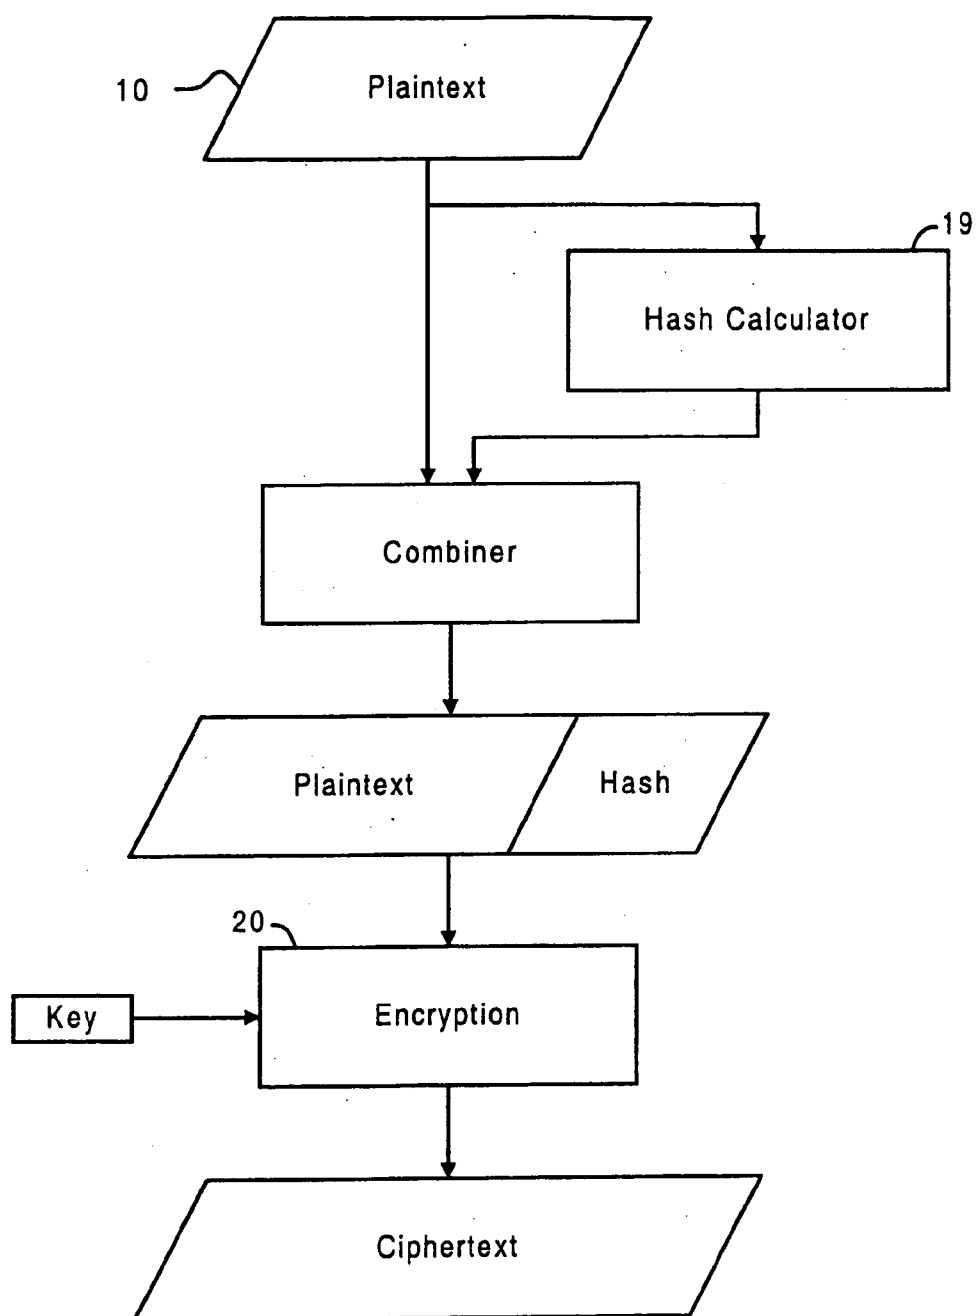 10
Plaintext
19
Hash Calculator
Combiner
Plaintext
Hash
20
Key
Encryption
Ciphertext